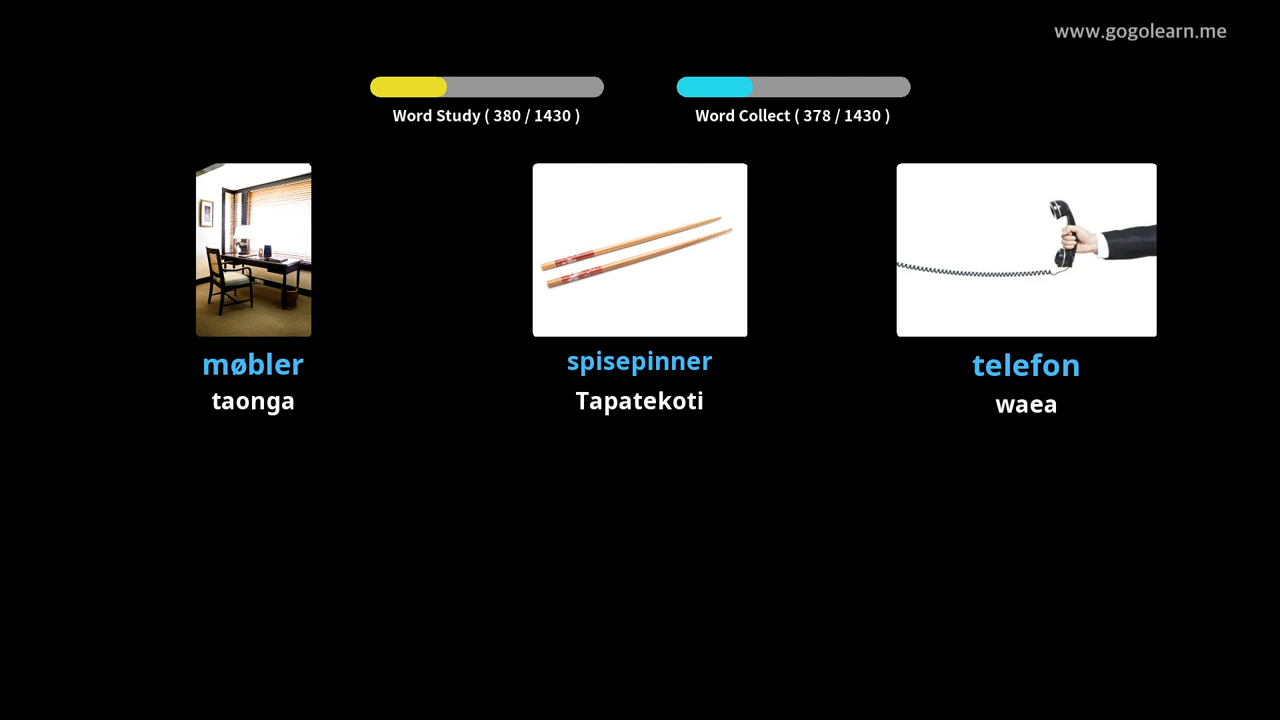 www.gogolearn.me
Word Study ( 380 / 1430 )
Word Collect ( 378 / 1430 )
møbler
taonga
spisepinner
Tapatekoti
telefon
waea